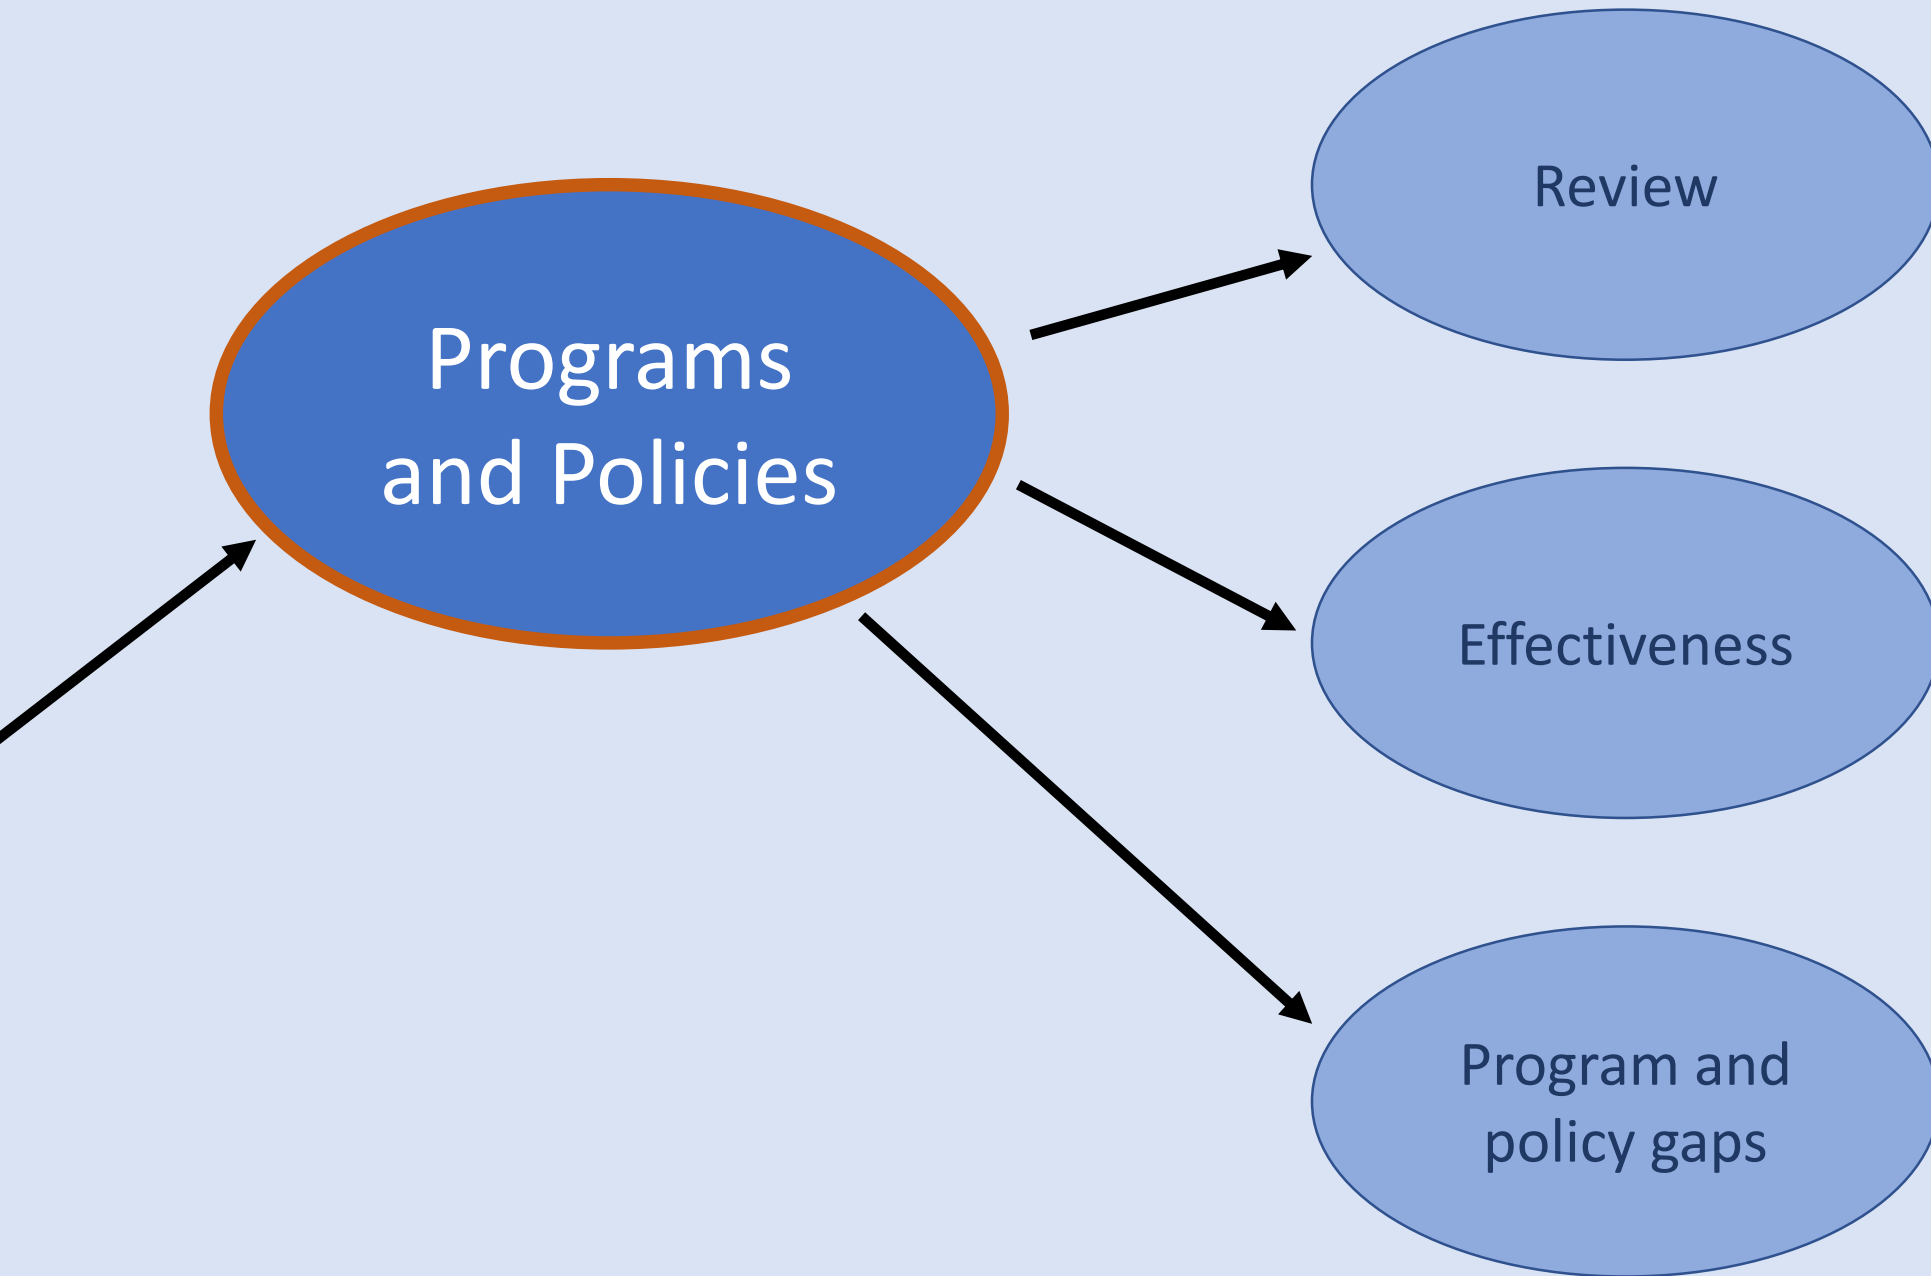 Programs
and Policies
Review
Effectiveness
Program and
policy gaps